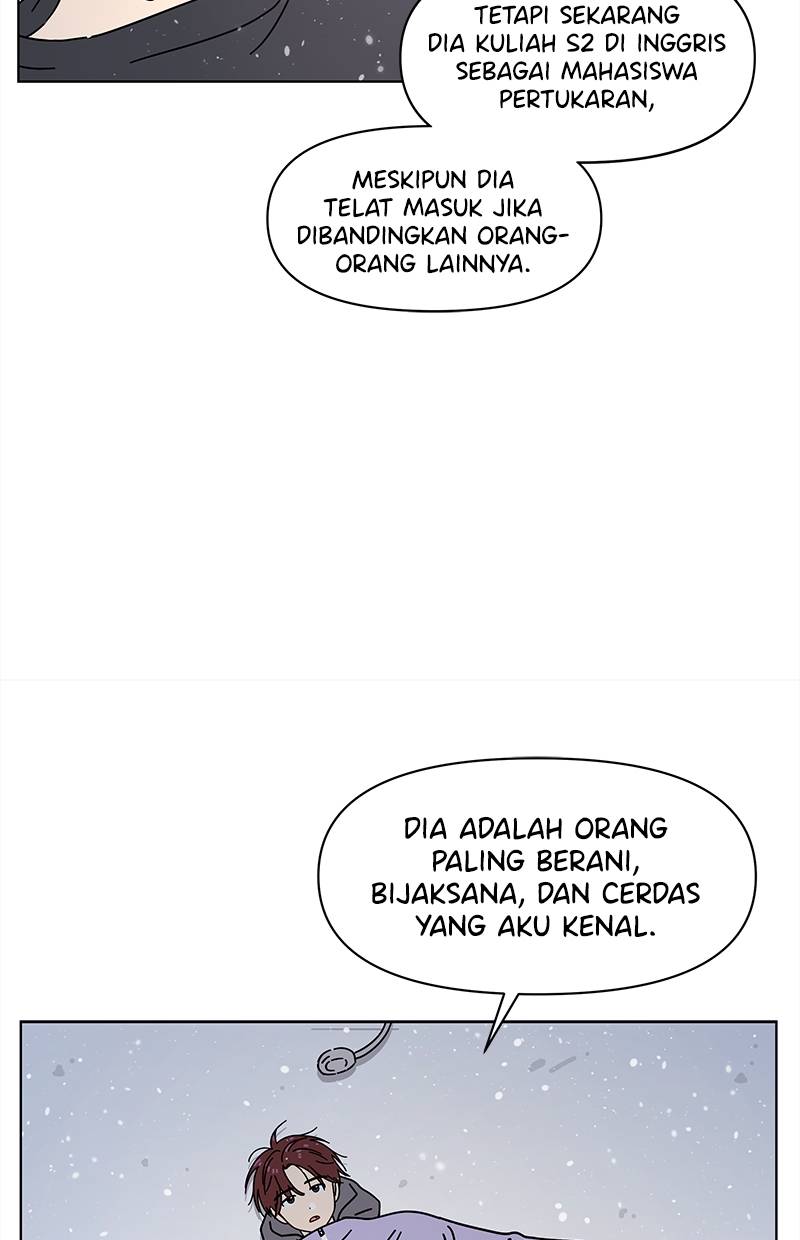 TETAPI SEKARANG
DIA KULIAH S2 DI INGGRIS
SEBAGAI MAHASISWA
PERTUKARAN,
MESKIPUN DIA
TELAT MASUK JIKA
DIBANDINGKAN ORANG-
ORANG LAINNYA.
DIA ADALAH ORANG
PALING BERANI,
BIJAKSANA, DAN CERDAS
YANG AKU KENAL.